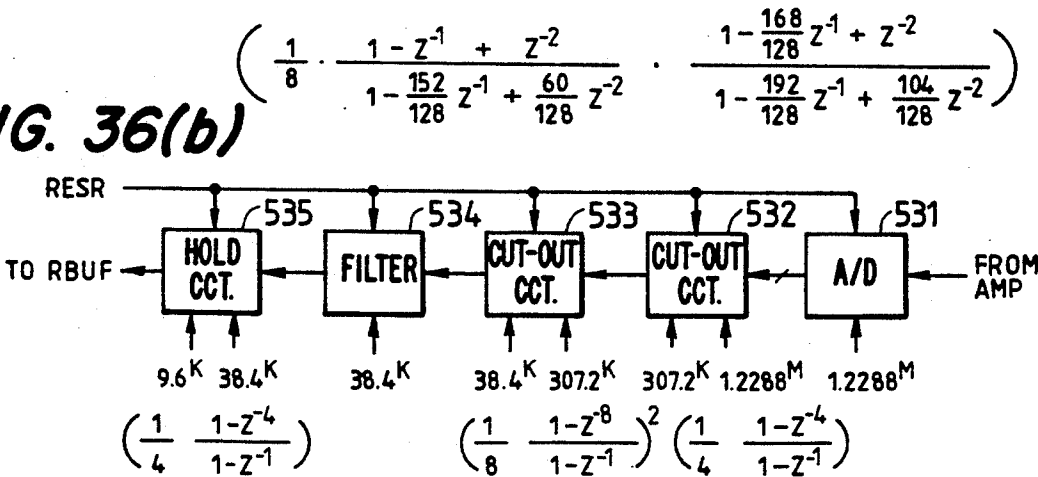 ( 1/8 · (1 - Z⁻¹ + Z⁻²)/(1 - 152/128 Z⁻¹ + 60/128 Z⁻²) · (1 - 168/128 Z⁻¹ + Z⁻²)/(1 - 192/128 Z⁻¹ + 104/128 Z⁻²) )
IG. 36(b)
RESR
535 534 533 532 531
TO RBUF
HOLD CCT.
FILTER
CUT-OUT CCT.
CUT-OUT CCT.
A/D
FROM AMP
9.6ᴷ 38.4ᴷ 38.4ᴷ 38.4ᴷ 307.2ᴷ 307.2ᴷ 1.2288ᴹ 1.2288ᴹ
( 1/4 (1-Z⁻⁴)/(1-Z⁻¹) ) ( 1/8 (1-Z⁻⁸)/(1-Z⁻¹) )² ( 1/4 (1-Z⁻⁴)/(1-Z⁻¹) )